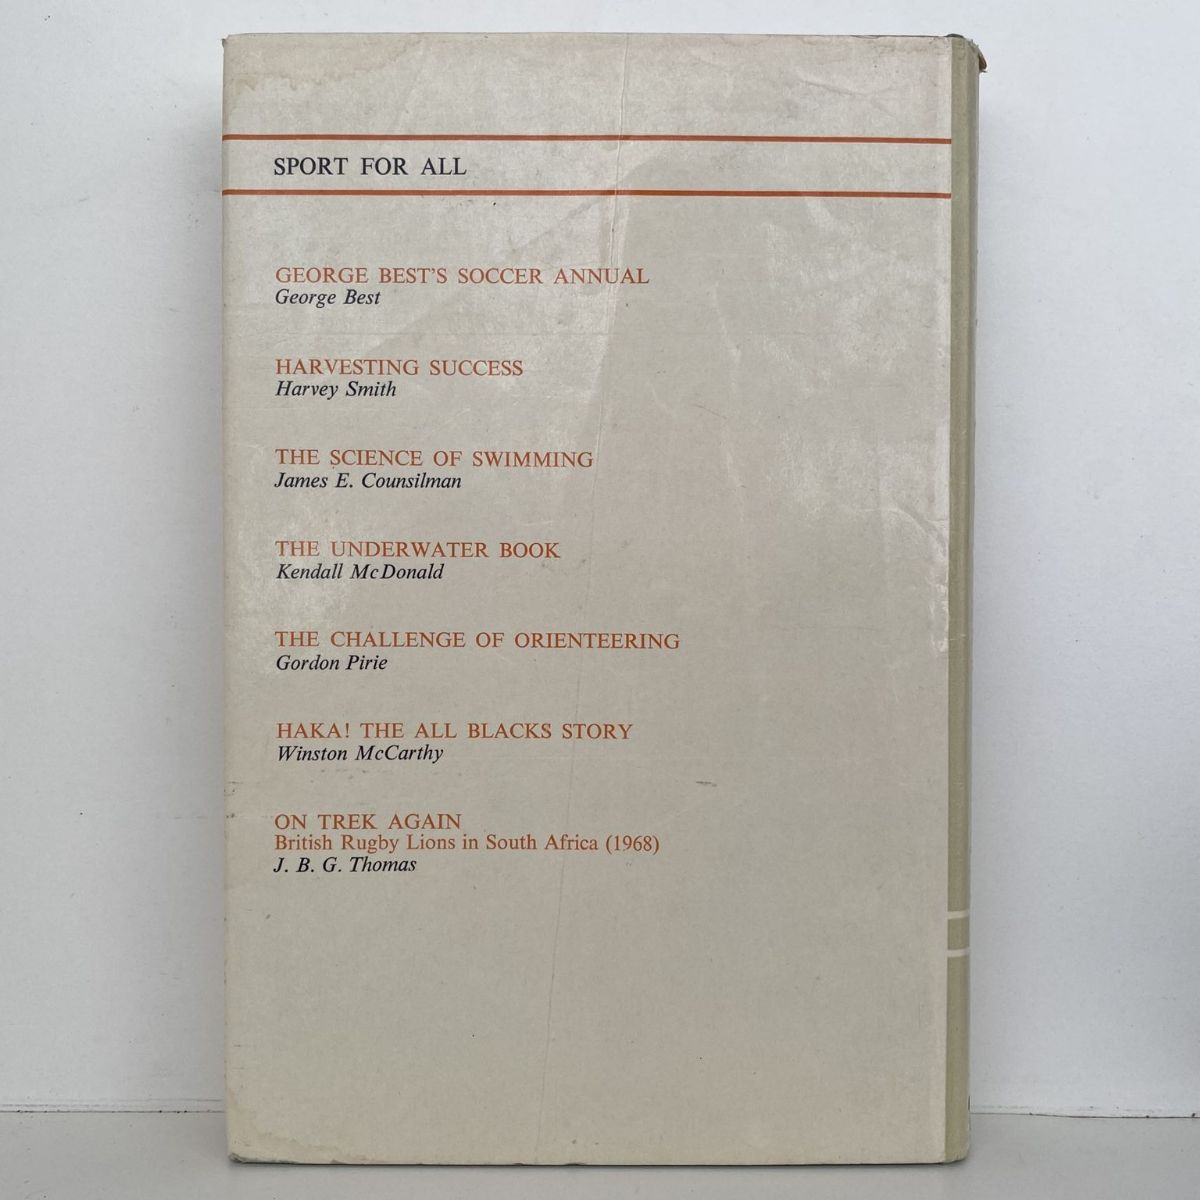 SPORT FOR ALL
GEORGE BEST'S SOCCER ANNUAL
George Best
HARVESTING SUCCESS
Harvey Smith
THE SCIENCE OF SWIMMING
James E. Counsilman
THE UNDERWATER BOOK
Kendall McDonald
THE CHALLENGE OF ORIENTEERING
Gordon Pirie
HAKA! THE ALL BLACKS STORY
Winston McCarthy
ON TREK AGAIN
British Rugby Lions in South Africa (1968)
J. B. G. Thomas